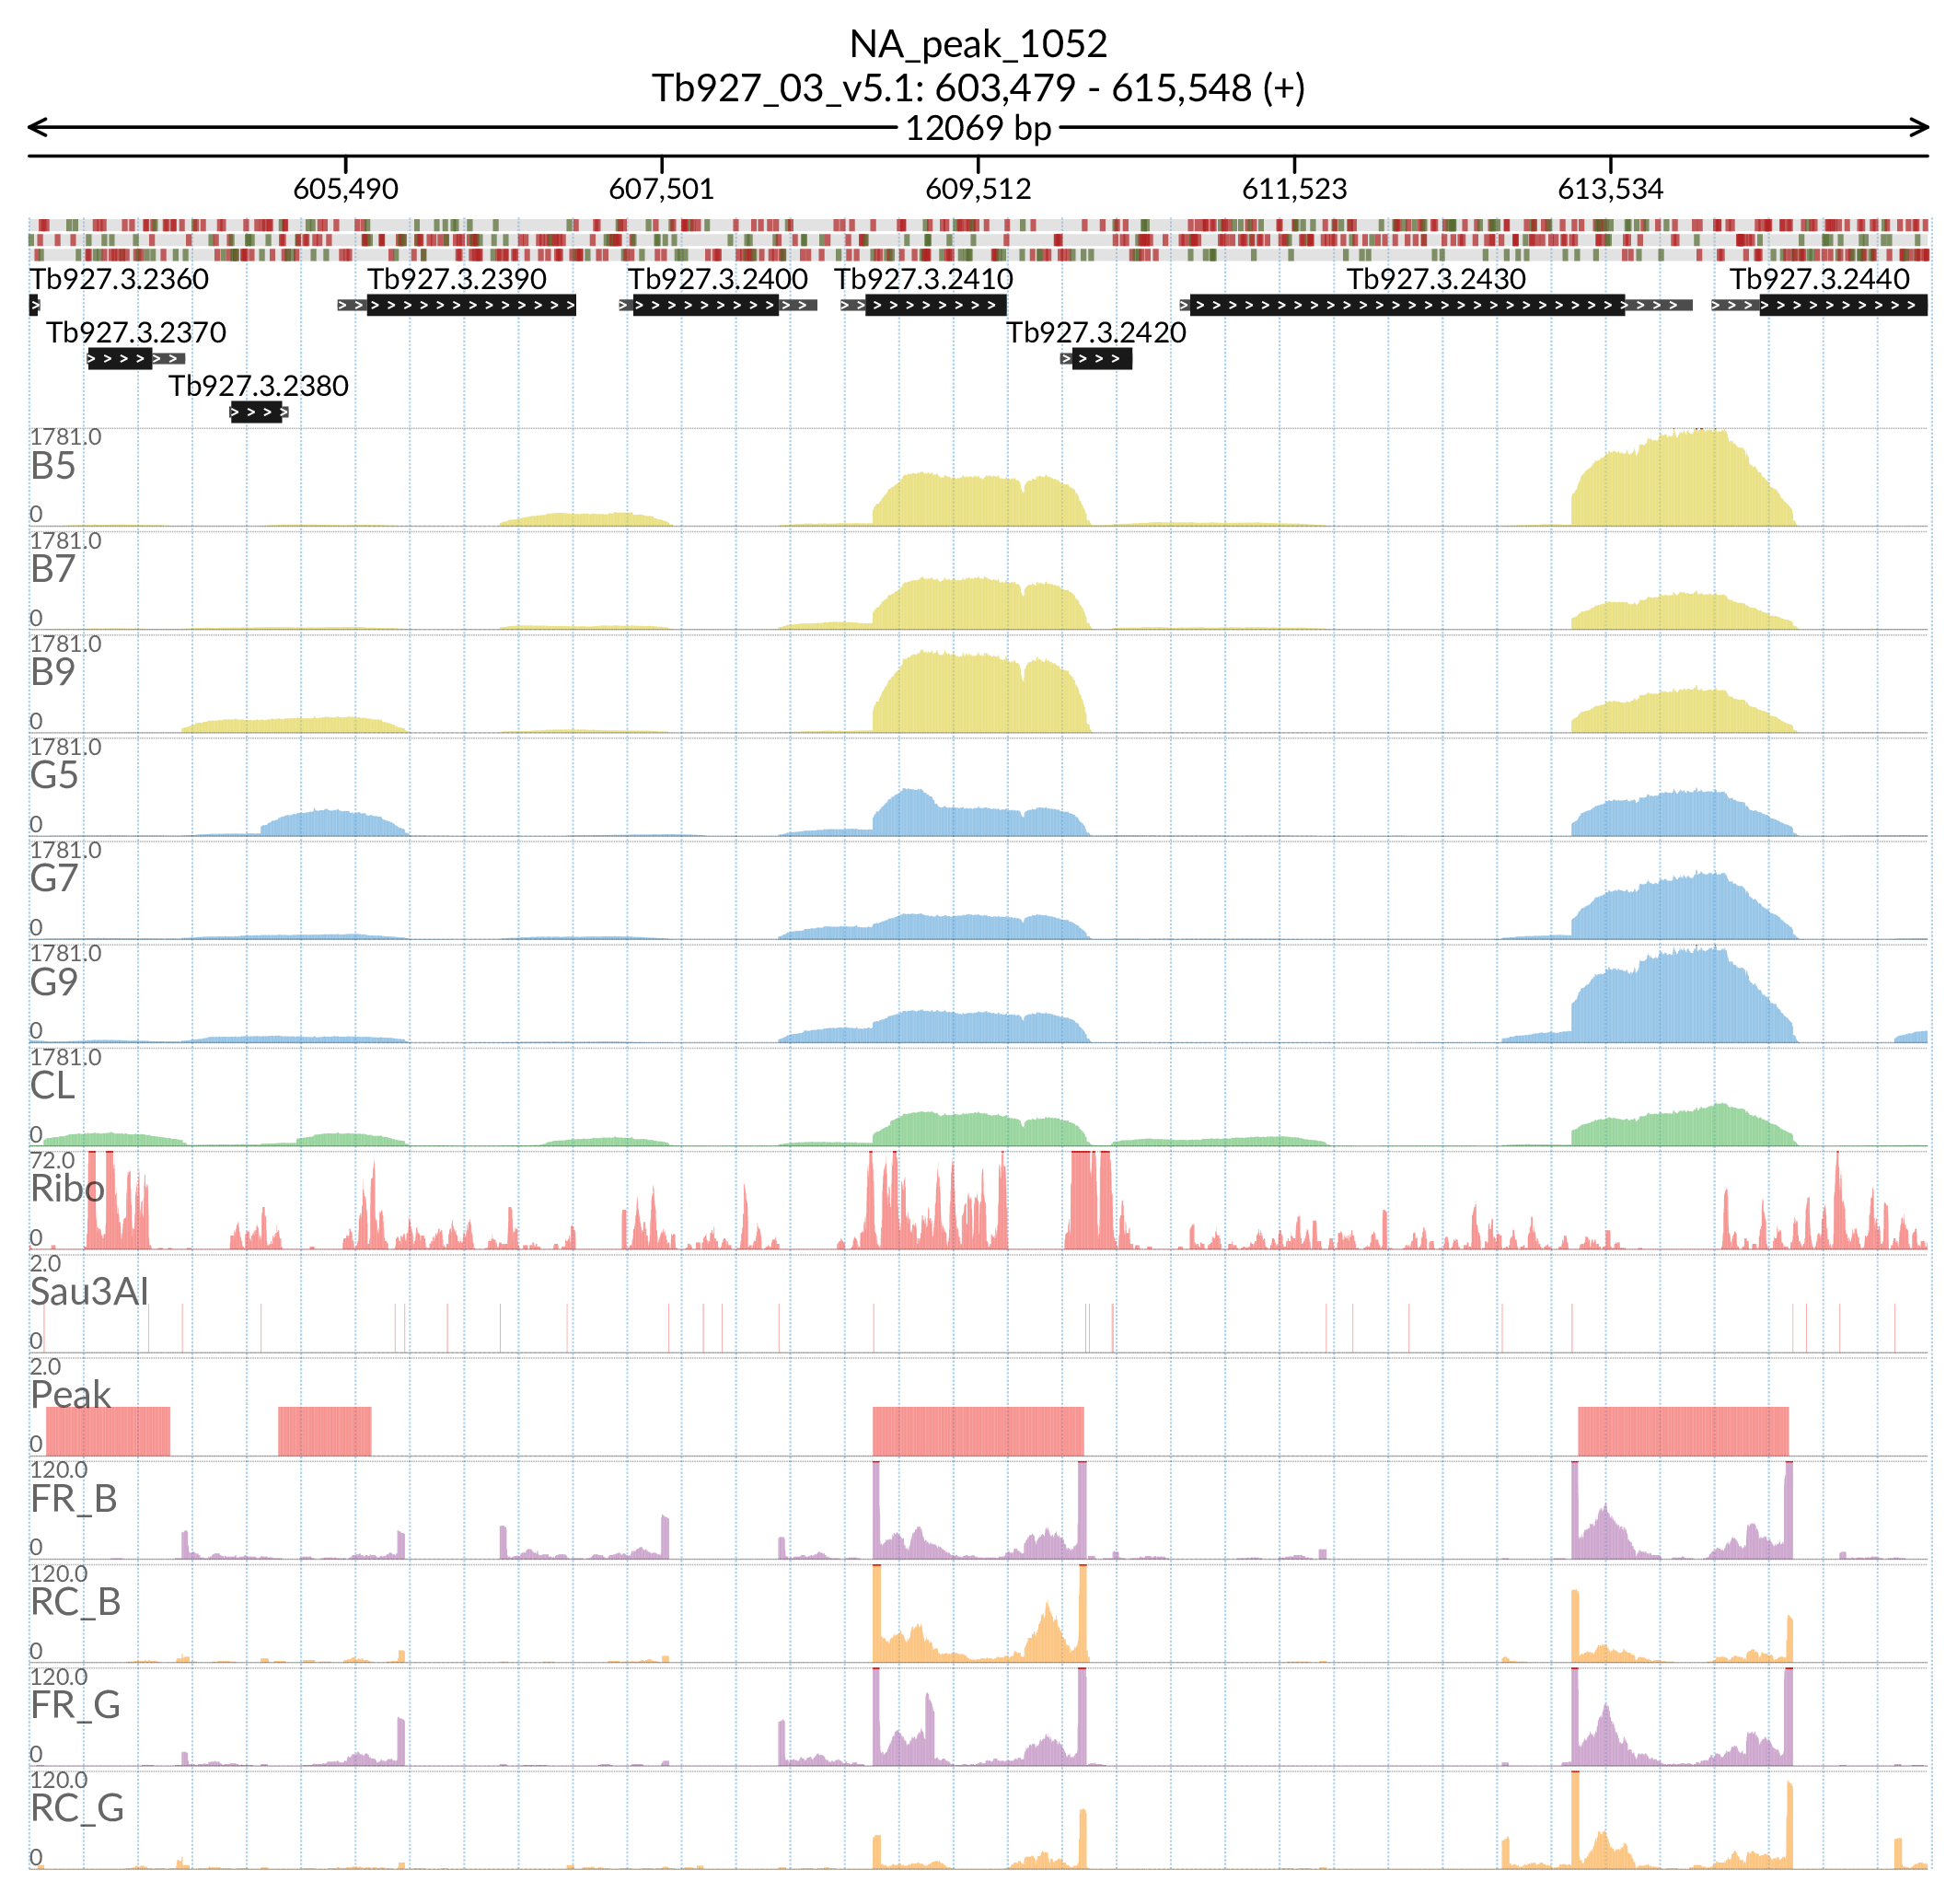 NA_peak_1052
Tb927_03_v5.1: 603,479 - 615,548 (+)
12069 bp
605,490 607,501 609,512 611,523 613,534
Tb927.3.2360 Tb927.3.2390 Tb927.3.2400 Tb927.3.2410 Tb927.3.2430 Tb927.3.2440
Tb927.3.2370 Tb927.3.2420
Tb927.3.2380
1781.0
B5
0
1781.0
B7
0
1781.0
B9
0
1781.0
G5
0
1781.0
G7
0
1781.0
G9
0
1781.0
CL
0
72.0
Ribo
0
2.0
Sau3AI
0
2.0
Peak
0
120.0
FR_B
0
120.0
RC_B
0
120.0
FR_G
0
120.0
RC_G
0